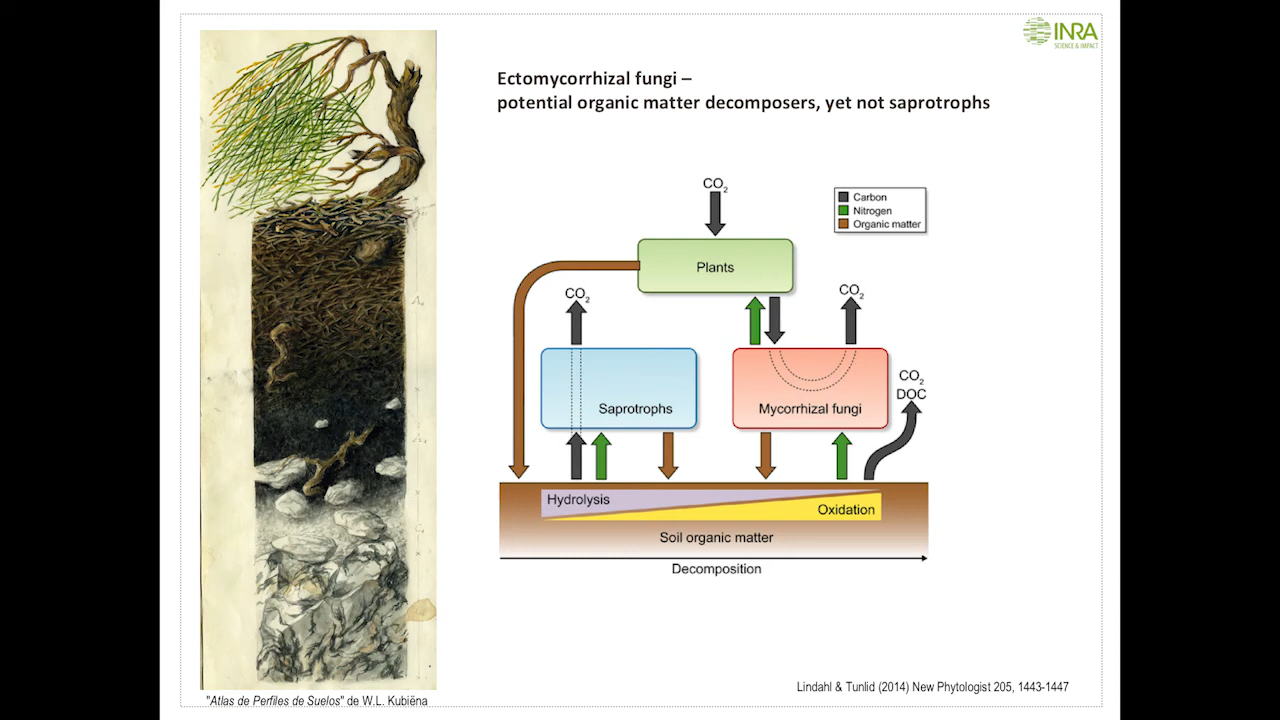 INRA
SCIENCE & IMPACT
Ectomycorrhizal fungi –
potential organic matter decomposers, yet not saprotrophs
CO2
Carbon
Nitrogen
Organic matter
Plants
CO2
CO2
Saprotrophs
Mycorrhizal fungi
CO2
DOC
Hydrolysis
Oxidation
Soil organic matter
Decomposition
Lindahl & Tunlid (2014) New Phytologist 205, 1443-1447
"Atlas de Perfiles de Suelos" de W.L. Kubiëna